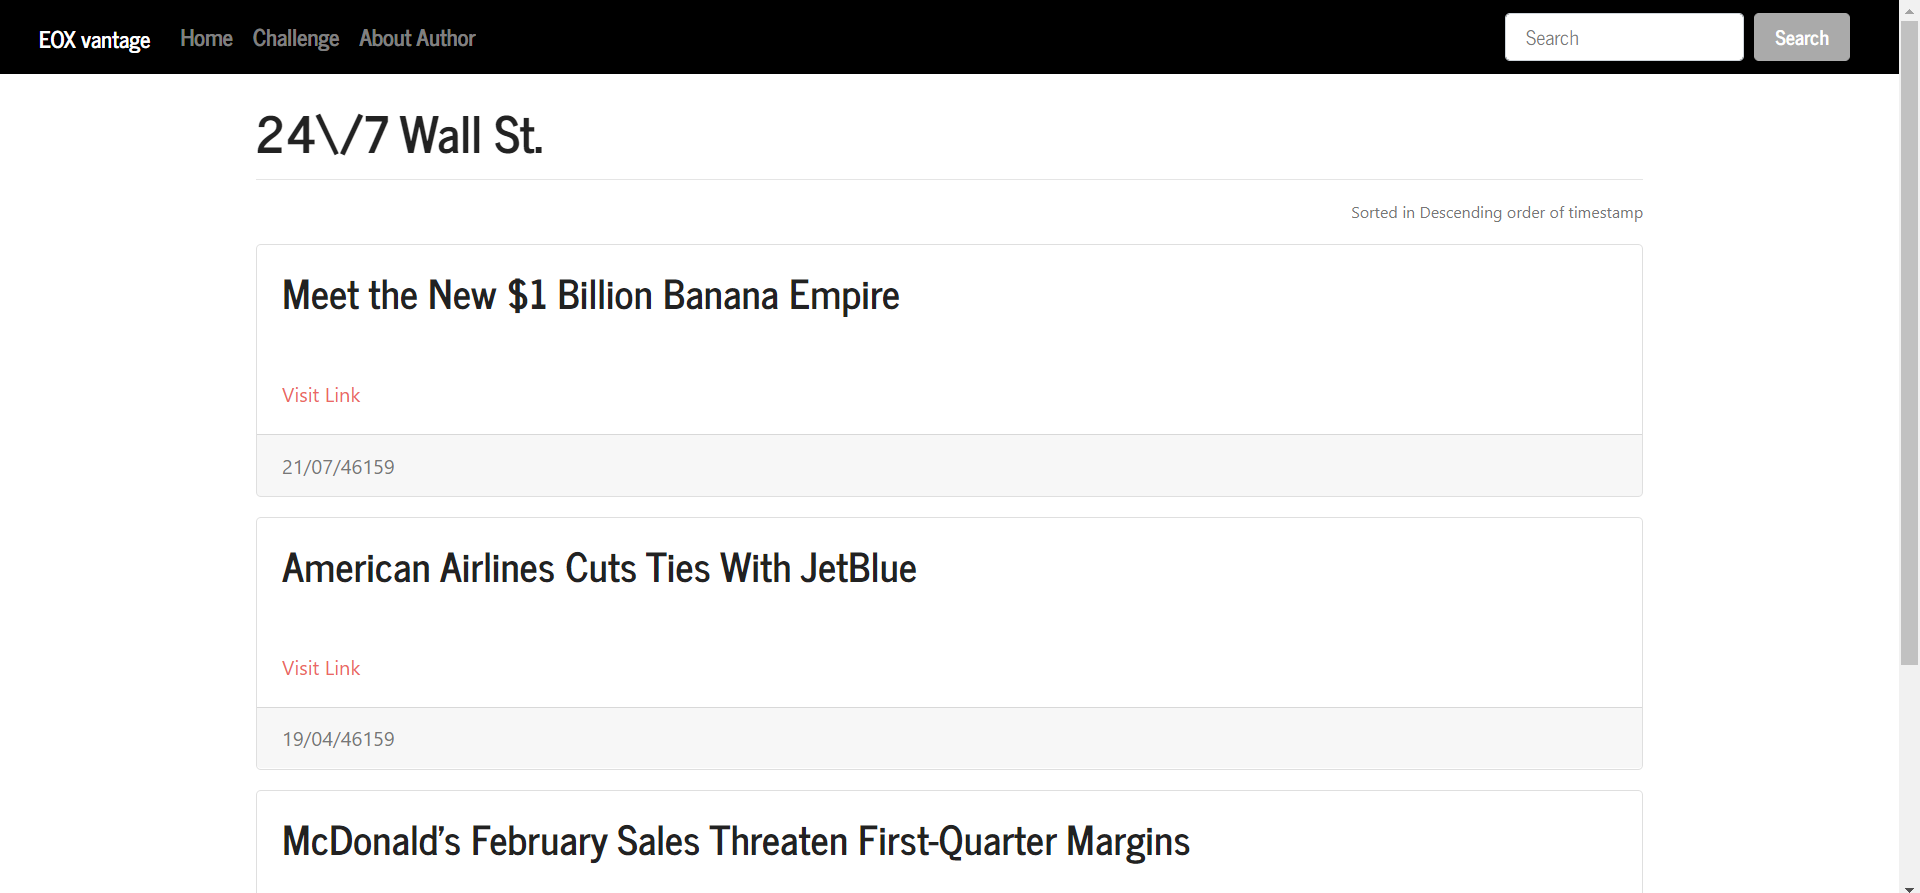 EOX vantage Home Challenge About Author Search Search
24\/7 Wall St.
Sorted in Descending order of timestamp
Meet the New $1 Billion Banana Empire
Visit Link
21/07/46159
American Airlines Cuts Ties With JetBlue
Visit Link
19/04/46159
McDonald’s February Sales Threaten First-Quarter Margins